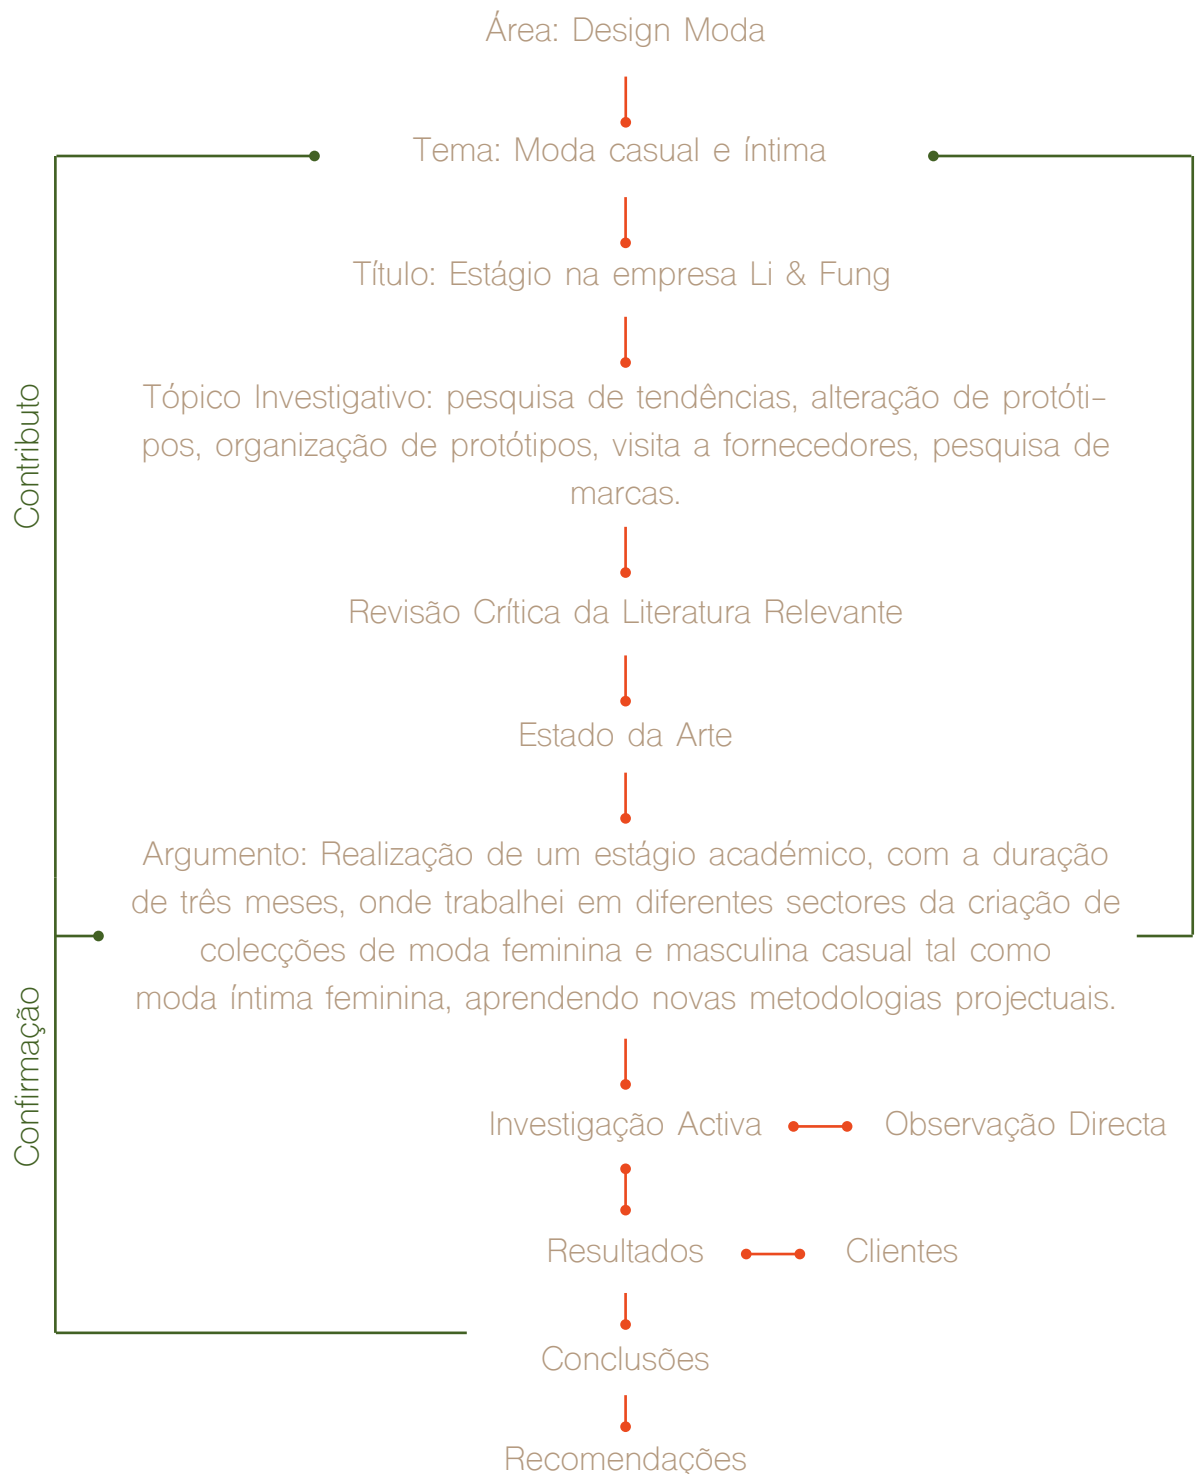 Área: Design Moda
Tema: Moda casual e íntima
Título: Estágio na empresa Li & Fung
Contributo
Tópico Investigativo: pesquisa de tendências, alteração de protóti-
pos, organização de protótipos, visita a fornecedores, pesquisa de
marcas.
Revisão Crítica da Literatura Relevante
Estado da Arte
Argumento: Realização de um estágio académico, com a duração
de três meses, onde trabalhei em diferentes sectores da criação de
colecções de moda feminina e masculina casual tal como
moda íntima feminina, aprendendo novas metodologias projectuais.
Confirmação
Investigação Activa
Observação Directa
Resultados
Clientes
Conclusões
Recomendações